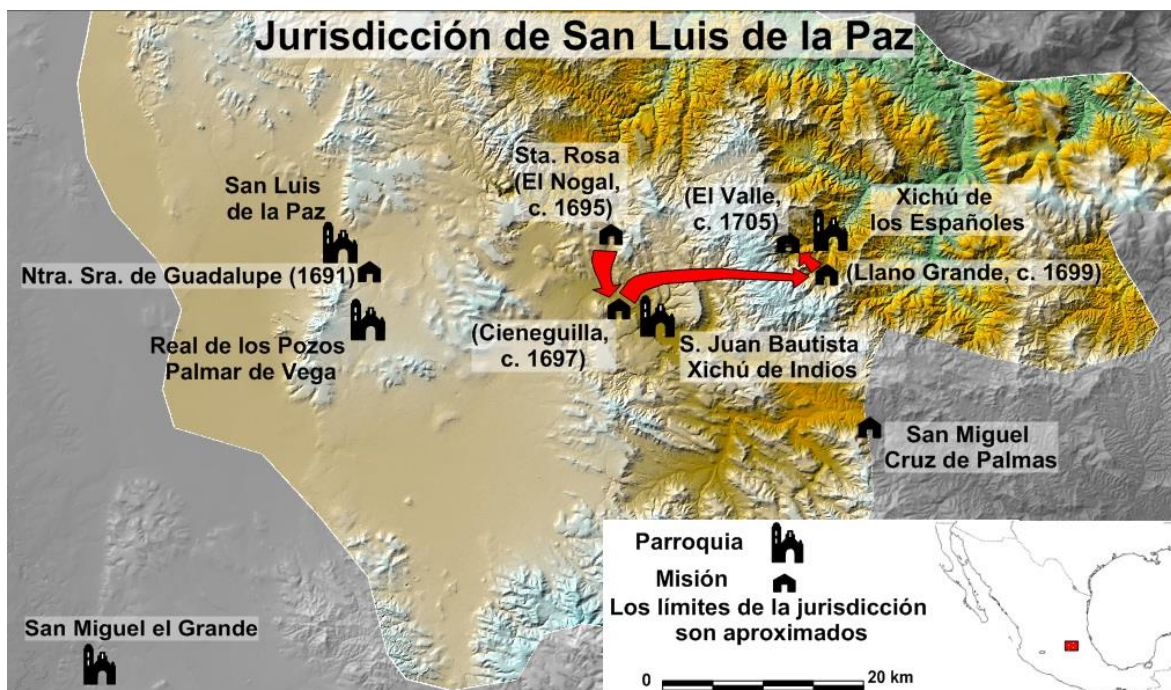 Jurisdicción de San Luis de la Paz
Sta. Rosa
(El Nogal,
c. 1695)
San Luis
de la Paz
(El Valle,
c. 1705)
Xichú de
los Españoles
Ntra. Sra. de Guadalupe (1691)
(Llano Grande, c. 1699)
Real de los Pozos
Palmar de Vega
(Cieneguilla,
c. 1697)
S. Juan Bautista
Xichú de Indios
San Miguel
Cruz de Palmas
San Miguel el Grande
Parroquia
Misión
Los límites de la jurisdicción
son aproximados
0 20 km